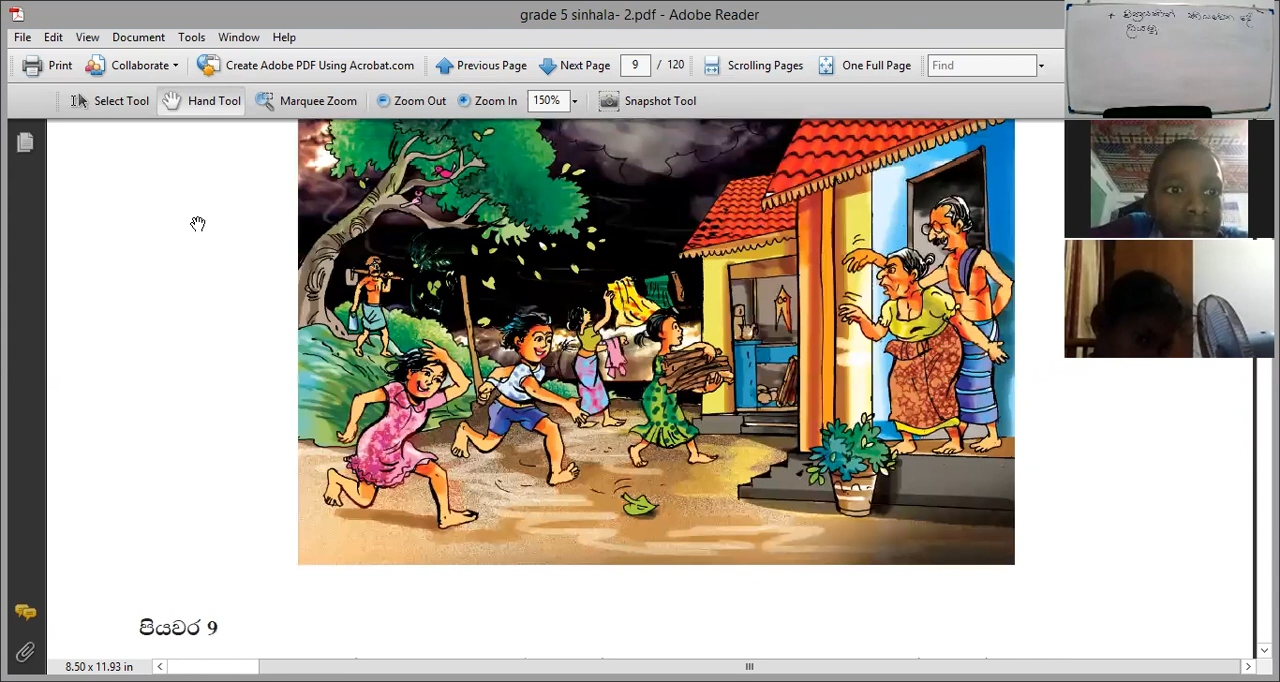 grade 5 sinhala- 2.pdf - Adobe Reader
File Edit View Document Tools Window Help
Print Collaborate Create Adobe PDF Using Acrobat.com Previous Page Next Page 9 / 120 Scrolling Pages One Full Page Find
Select Tool Hand Tool Marquee Zoom Zoom Out Zoom In 150% Snapshot Tool
පියවර 9
8.50 x 11.93 in